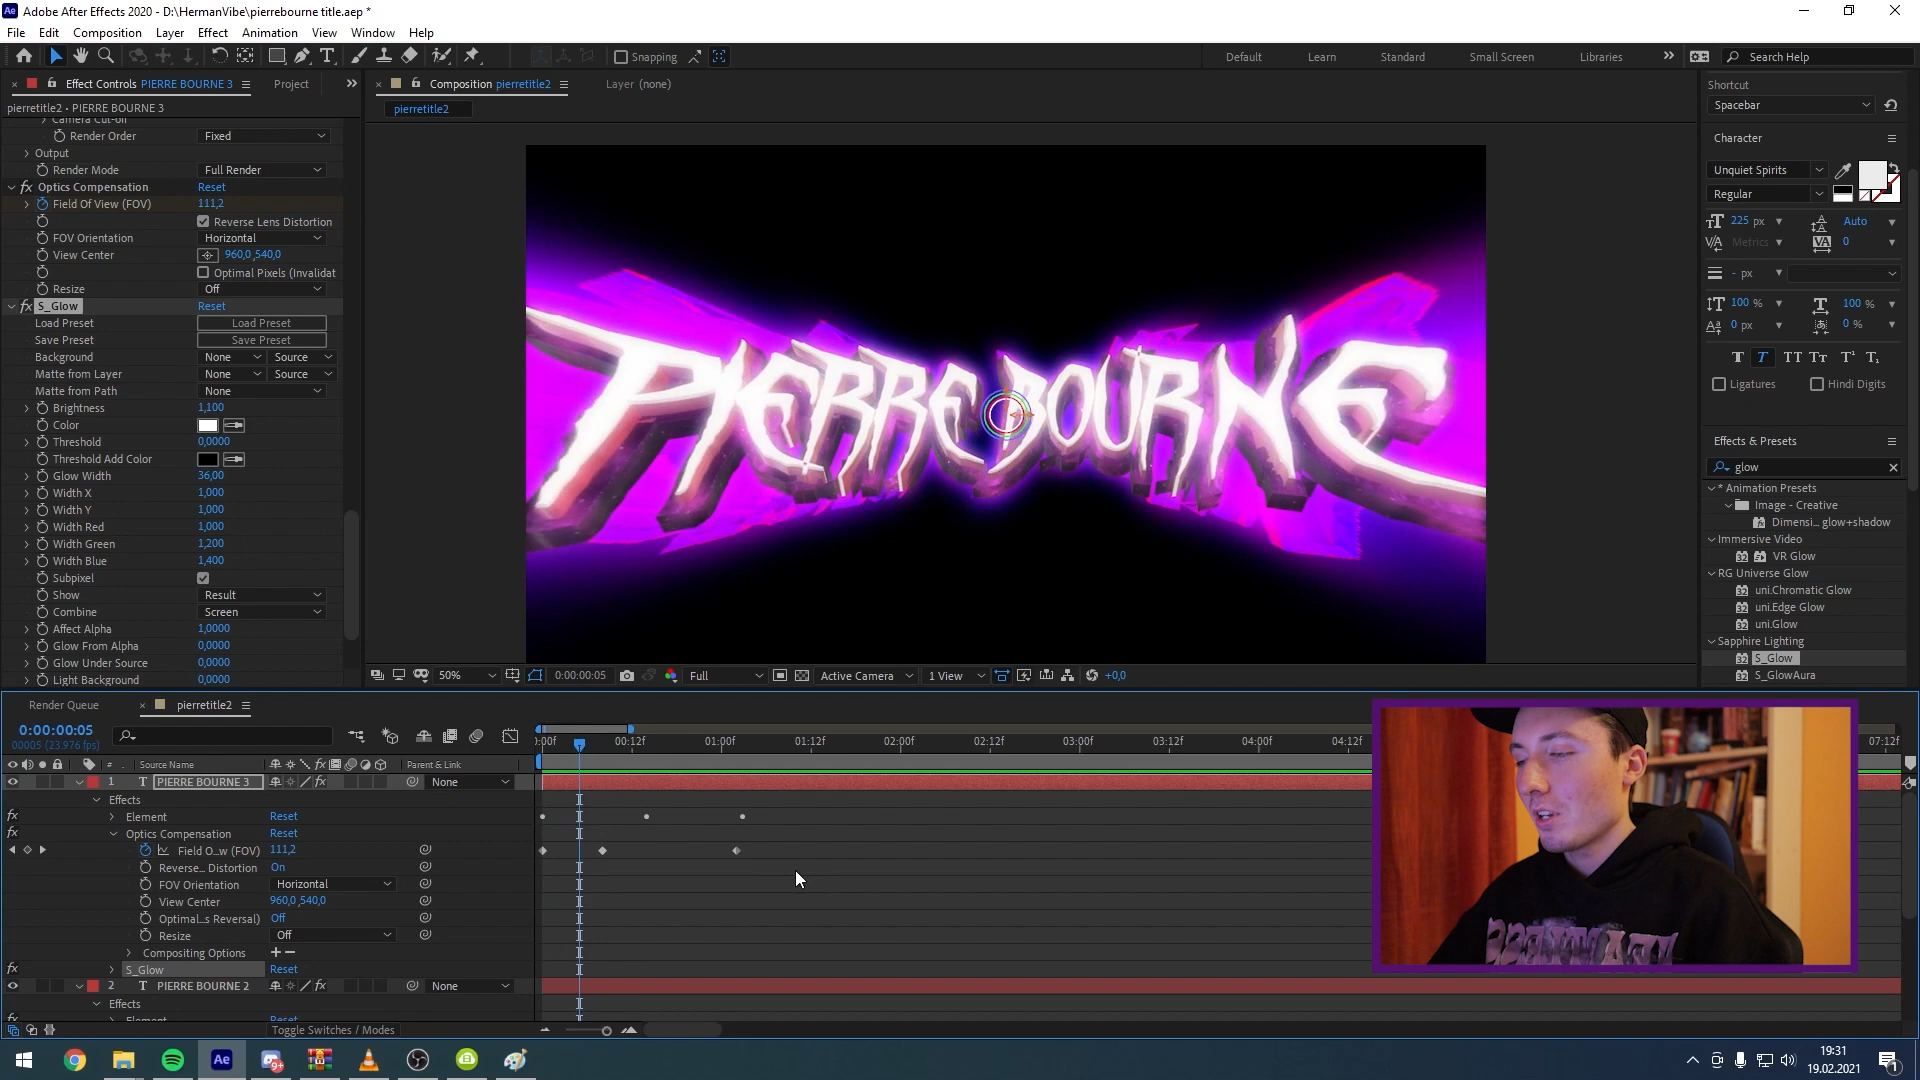 Adobe After Effects 2020 - D:\HermanVibe\pierrebourne title.aep *
File Edit Composition Layer Effect Animation View Window Help
Snapping Default Learn Standard Small Screen Libraries Search Help
Effect Controls PIERRE BOURNE 3 Project
Composition pierretitle2 Layer (none)
pierretitle2 • PIERRE BOURNE 3
pierretitle2
Camera Cut-off
Render Order Fixed
Output
Render Mode Full Render
Optics Compensation Reset
Field Of View (FOV) 111,2
Reverse Lens Distortion
FOV Orientation Horizontal
View Center 960,0,540,0
Optimal Pixels (Invalidat
Resize Off
S_Glow Reset
Load Preset Load Preset
Save Preset Save Preset
Background None Source
Matte from Layer None Source
Matte from Path None
Brightness 1,100
Color
Threshold 0,0000
Threshold Add Color
Glow Width 36,00
Width X 1,000
Width Y 1,000
Width Red 1,000
Width Green 1,200
Width Blue 1,400
Subpixel
Show Result
Combine Screen
Affect Alpha 1,0000
Glow From Alpha 0,0000
Glow Under Source 0,0000
Light Background 0,0000
PIERRE BOURNE
50% 0:00:00:05 Full Active Camera 1 View +0,0
Shortcut
Spacebar
Character
Unquiet Spirits
Regular
225 px Auto
Metrics 0
- px
100 % 100 %
0 px 0 %
T T TT Tt T¹ T₁
Ligatures Hindi Digits
Effects & Presets
glow
* Animation Presets
Image - Creative
Dimensi... glow+shadow
Immersive Video
VR Glow
RG Universe Glow
uni.Chromatic Glow
uni.Edge Glow
uni.Glow
Sapphire Lighting
S_Glow
S_GlowAura
Render Queue pierretitle2
0:00:00:05
00005 (23.976 fps)
):00f 00:12f 01:00f 01:12f 02:00f 02:12f 03:00f 03:12f 04:00f 04:12f 07:12f
# Source Name Parent & Link
1 T PIERRE BOURNE 3 None
Effects
Element Reset
Optics Compensation Reset
Field O...w (FOV) 111,2
Reverse... Distortion On
FOV Orientation Horizontal
View Center 960,0,540,0
Optimal...s Reversal) Off
Resize Off
Compositing Options + −
S_Glow Reset
2 T PIERRE BOURNE 2 None
Effects
Element Reset
Toggle Switches / Modes
19:31
19.02.2021